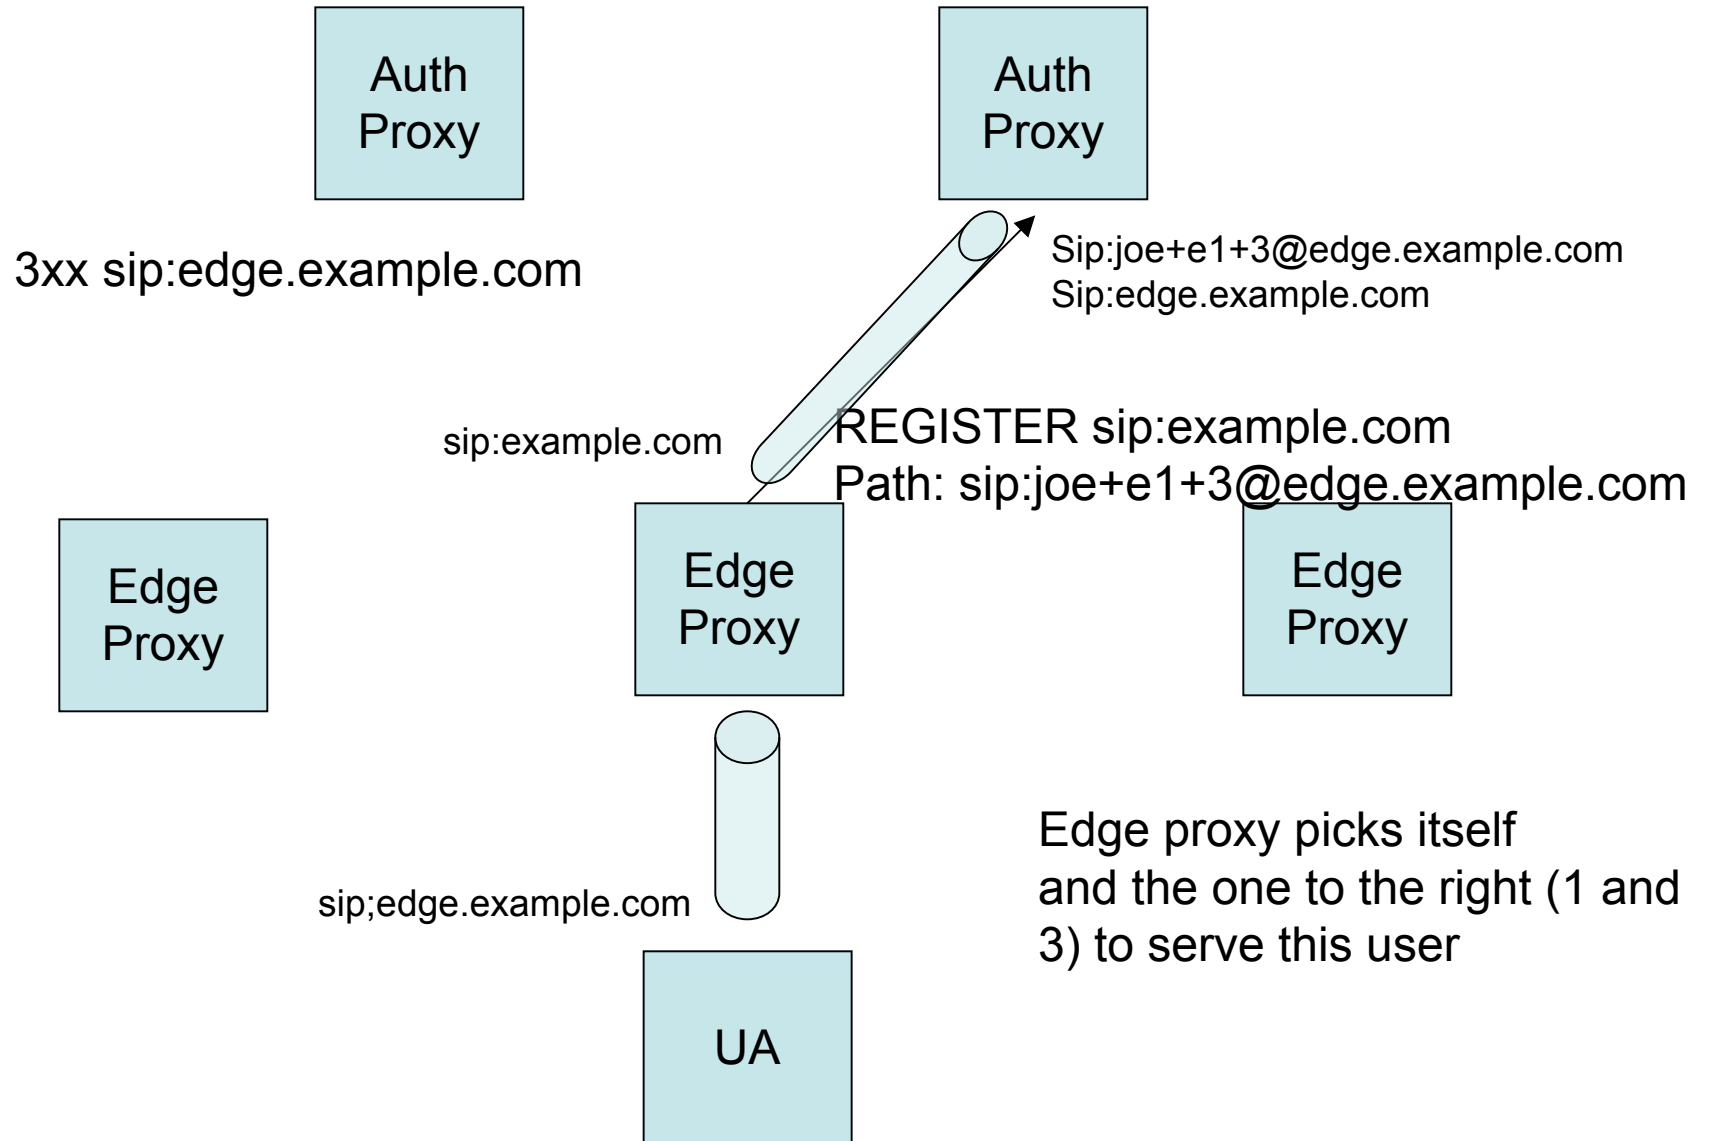 Auth
Proxy
Auth
Proxy
3xx sip:edge.example.com
Sip:joe+e1+3@edge.example.com
Sip:edge.example.com
sip:example.com
REGISTER sip:example.com
Path: sip:joe+e1+3@edge.example.com
Edge
Proxy
Edge
Proxy
Edge
Proxy
sip;edge.example.com
Edge proxy picks itself
and the one to the right (1 and
3) to serve this user
UA